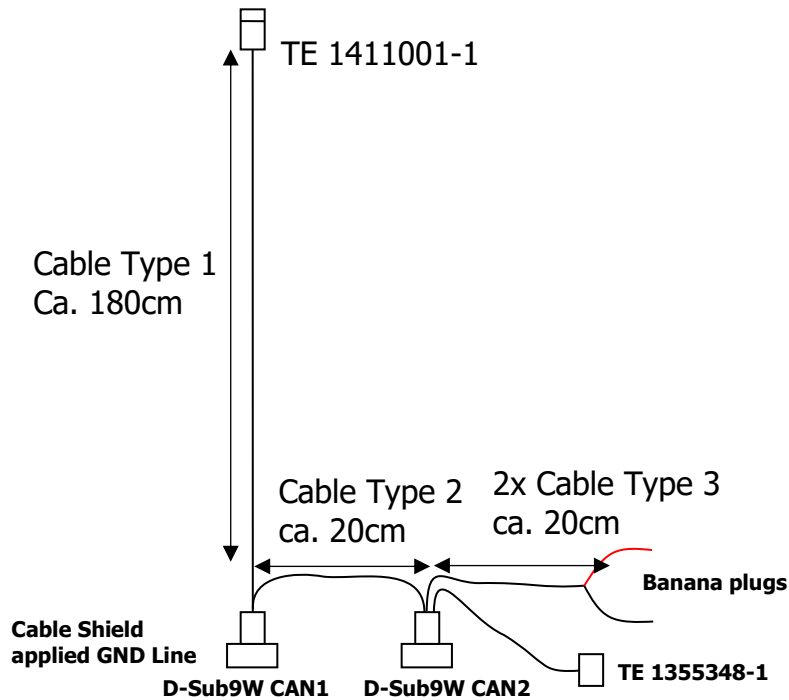 TE 1411001-1
Cable Type 1
Ca. 180cm
Cable Type 2
ca. 20cm
2x Cable Type 3
ca. 20cm
Banana plugs
Cable Shield
applied GND Line
TE 1355348-1
D-Sub9W CAN1
D-Sub9W CAN2